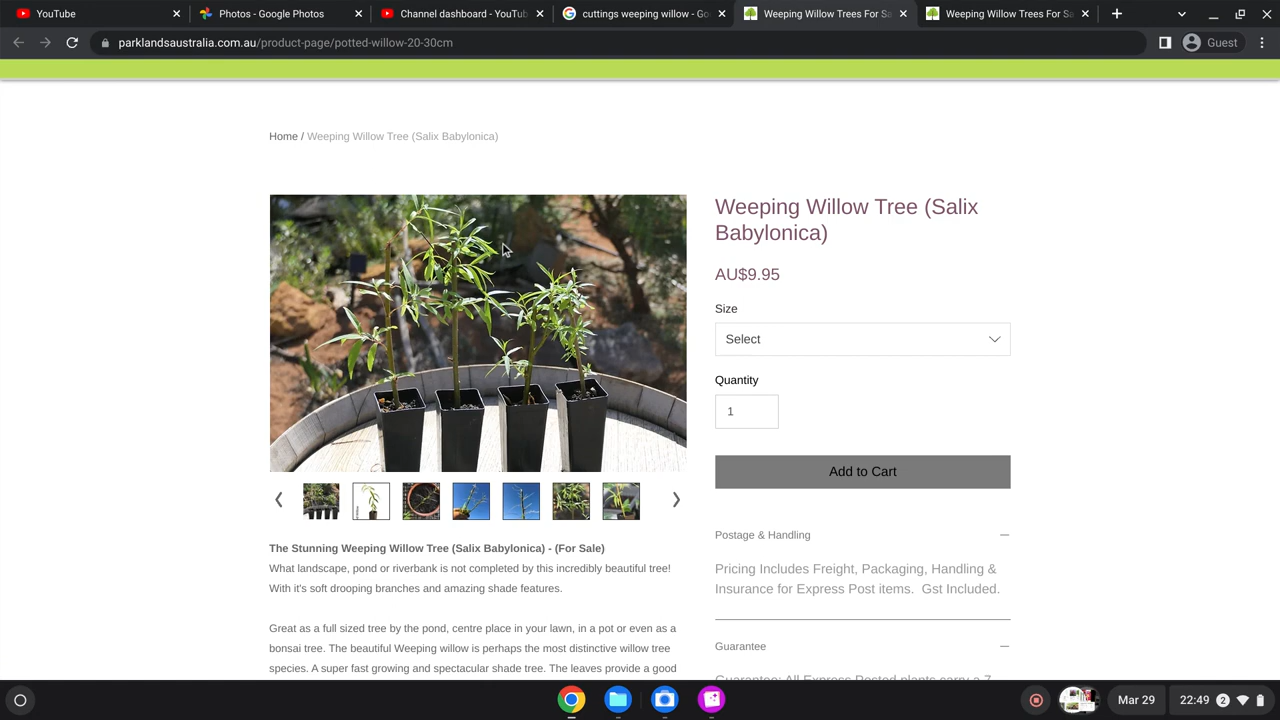 YouTube
Photos - Google Photos
Channel dashboard - YouTub
cuttings weeping willow - Go
Weeping Willow Trees For Sa
Weeping Willow Trees For Sa
parklandsaustralia.com.au/product-page/potted-willow-20-30cm
Guest
Home / Weeping Willow Tree (Salix Babylonica)
Weeping Willow Tree (Salix
Babylonica)
AU$9.95
Size
Select
Quantity
1
Add to Cart
Postage & Handling
Pricing Includes Freight, Packaging, Handling &
Insurance for Express Post items.  Gst Included.
Guarantee
Guarantee: All Express Posted plants carry a 7
The Stunning Weeping Willow Tree (Salix Babylonica) - (For Sale)
What landscape, pond or riverbank is not completed by this incredibly beautiful tree!
With it's soft drooping branches and amazing shade features.
Great as a full sized tree by the pond, centre place in your lawn, in a pot or even as a
bonsai tree. The beautiful Weeping willow is perhaps the most distinctive willow tree
species. A super fast growing and spectacular shade tree. The leaves provide a good
Mar 29
22:49
2